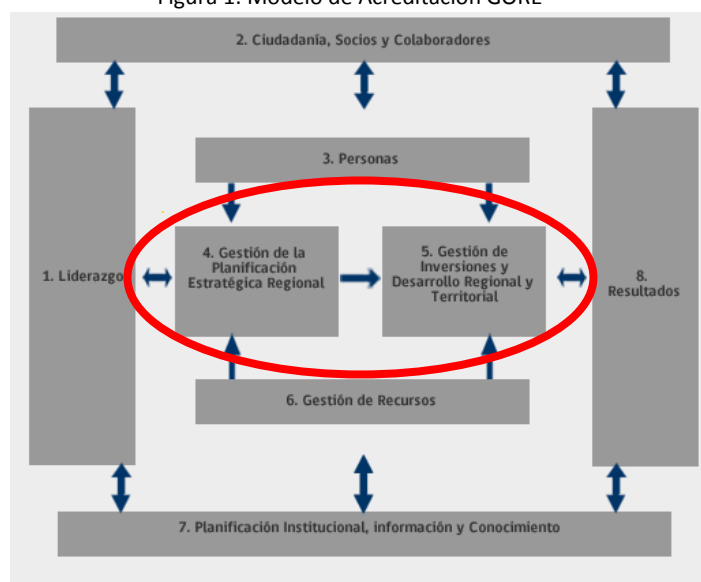 Figura 1. Modelo de Acreditación GORE
2. Ciudadanía, Socios y Colaboradores
3. Personas
1. Liderazgo
4. Gestión de la
Planificación
Estratégica Regional
5. Gestión de
Inversiones y
Desarrollo Regional y
Territorial
8.
Resultados
6. Gestión de Recursos
7. Planificación Institucional, información y Conocimiento